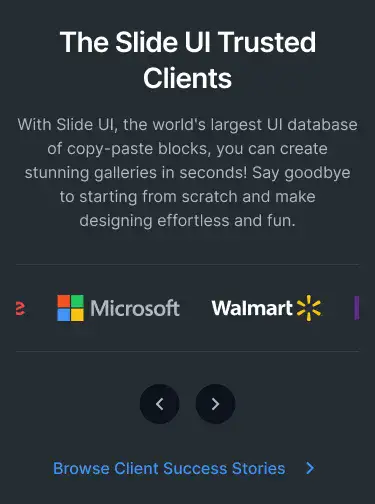 The Slide UI Trusted
Clients
With Slide UI, the world's largest UI database
of copy-paste blocks, you can create
stunning galleries in seconds! Say goodbye
to starting from scratch and make
designing effortless and fun.
e Microsoft Walmart
Browse Client Success Stories